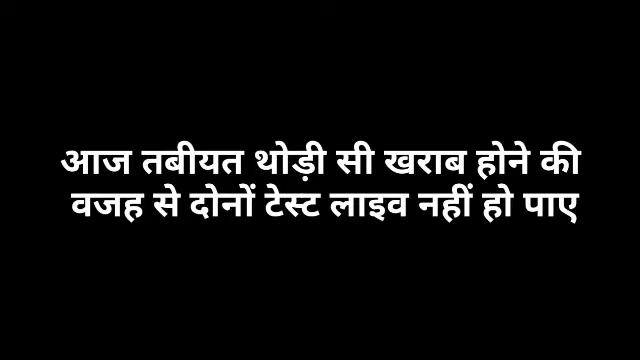 आज तबीयत थोड़ी सी खराब होने की
वजह से दोनों टेस्ट लाइव नहीं हो पाए